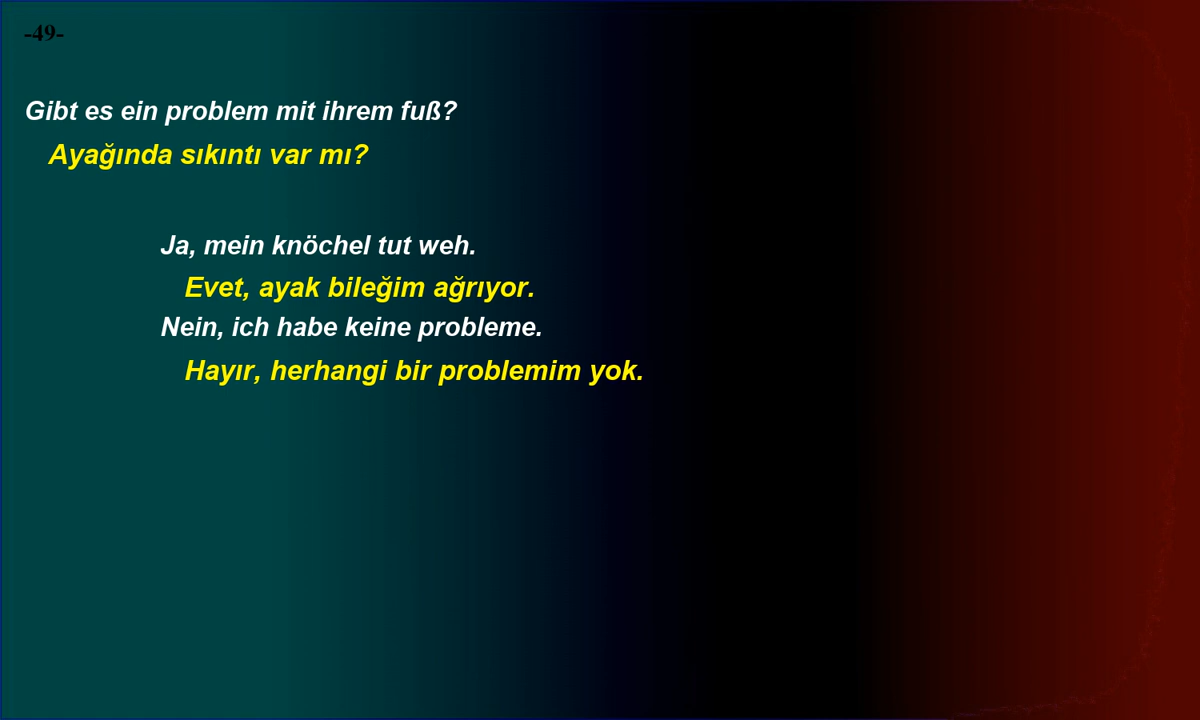 -49-
Gibt es ein problem mit ihrem fuß?
Ayağında sıkıntı var mı?
Ja, mein knöchel tut weh.
Evet, ayak bileğim ağrıyor.
Nein, ich habe keine probleme.
Hayır, herhangi bir problemim yok.